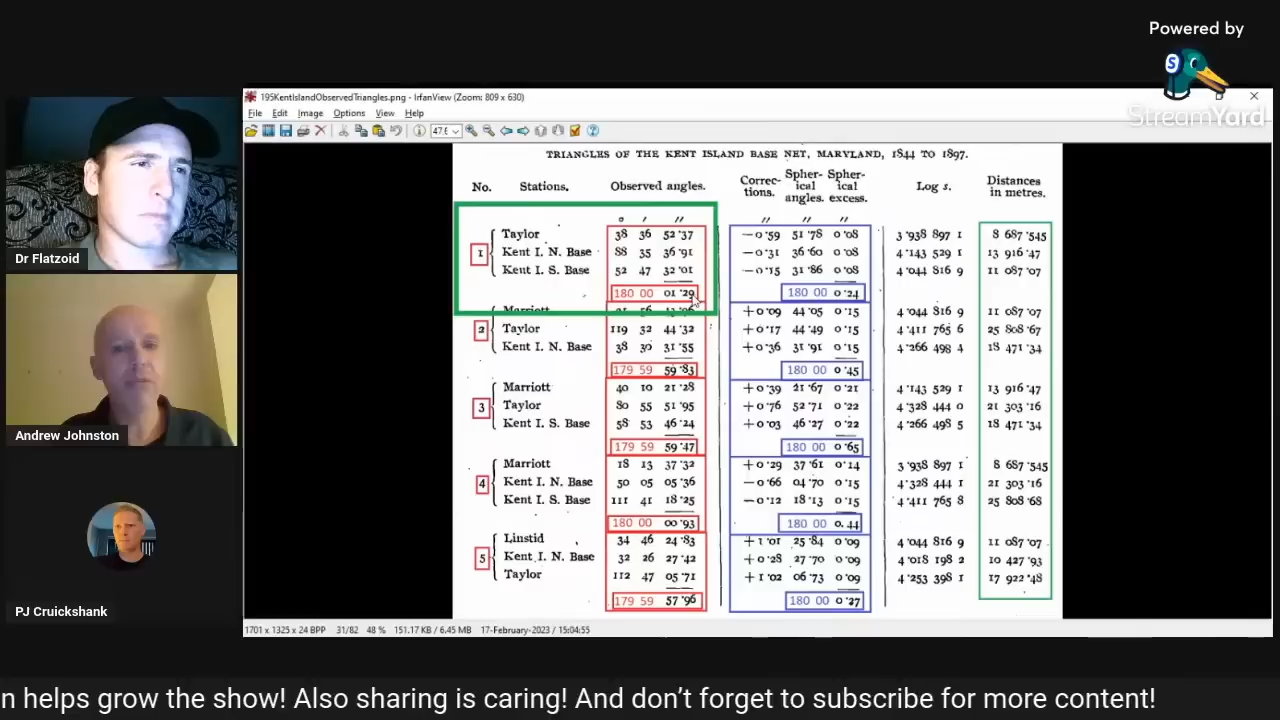 Powered by
S
StreamYard
Dr Flatzoid
Andrew Johnston
PJ Cruickshank
195KentIslandObservedTriangles.png - IrfanView (Zoom: 809 x 630)
File Edit Image Options View Help
47.6
TRIANGLES OF THE KENT ISLAND BASE NET, MARYLAND, 1844 TO 1897.
No. Stations. Observed angles. Correc-tions. Spher-ical angles. Spher-ical excess. Log s. Distances in metres.
° ′ ″ ″ ″ ″
Taylor 38 36 52·37 −0·59 51·78 0·08 3·938 897 1 8 687·545
1 Kent I. N. Base 88 35 36·91 −0·31 36·60 0·08 4·143 529 1 13 916·47
Kent I. S. Base 52 47 32·01 −0·15 31·86 0·08 4·044 816 9 11 087·07
180 00 01·29 180 00 0·24
Marriott 21 56 +0·09 44·05 0·15 4·044 816 9 11 087·07
2 Taylor 119 32 44·32 +0·17 44·49 0·15 4·411 765 6 25 808·67
Kent I. N. Base 38 30 31·55 +0·36 31·91 0·15 4·266 498 4 18 471·34
179 59 59·83 180 00 0·45
Marriott 40 10 21·28 +0·39 21·67 0·21 4·143 529 1 13 916·47
3 Taylor 80 55 51·95 +0·76 52·71 0·22 4·328 444 0 21 303·16
Kent I. S. Base 58 53 46·24 +0·03 46·27 0·22 4·266 498 5 18 471·34
179 59 59·47 180 00 0·65
Marriott 18 13 37·32 +0·29 37·61 0·14 3·938 897 1 8 687·545
4 Kent I. N. Base 50 05 05·36 −0·66 04·70 0·15 4·328 444 1 21 303·16
Kent I. S. Base 111 41 18·25 −0·12 18·13 0·15 4·411 765 8 25 808·68
180 00 00·93 180 00 0.44
Linstid 34 46 24·83 +1·01 25·84 0·09 4·044 816 9 11 087·07
5 Kent I. N. Base 32 26 27·42 +0·28 27·70 0·09 4·018 198 2 10 427·93
Taylor 112 47 05·71 +1·02 06·73 0·09 4·253 398 1 17 922·48
179 59 57·96 180 00 0·27
1701 x 1325 x 24 BPP 31/82 48 % 151.17 KB / 6.45 MB 17-February-2023 / 15:04:55
n helps grow the show! Also sharing is caring! And don't forget to subscribe for more content!